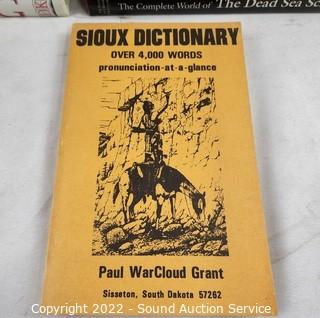 The Complete World of The Dead Sea Sc
SIOUX DICTIONARY
OVER 4,000 WORDS
pronunciation-at-a-glance
Paul WarCloud Grant
Sisseton, South Dakota 57262
Copyright © 2022 - Sound Auction Service